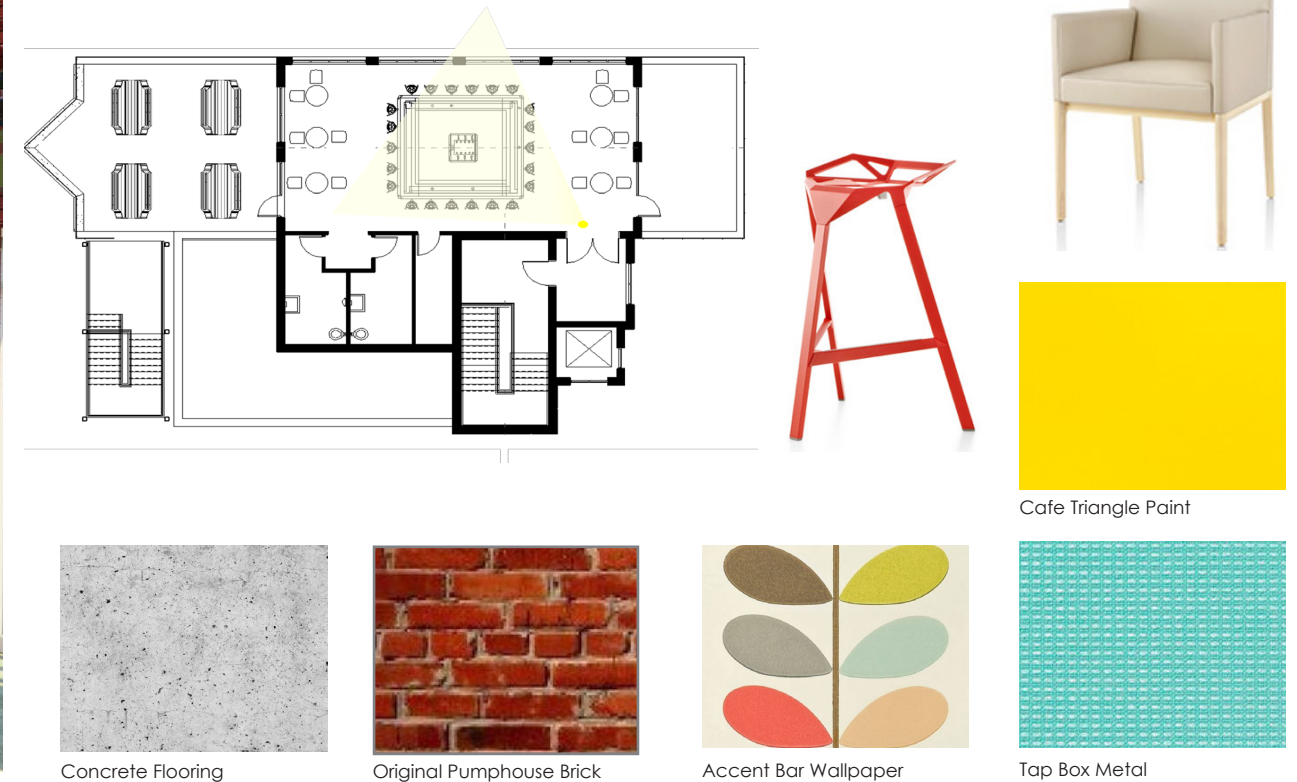 Cafe Triangle Paint
Concrete Flooring
Original Pumphouse Brick
Accent Bar Wallpaper
Tap Box Metal